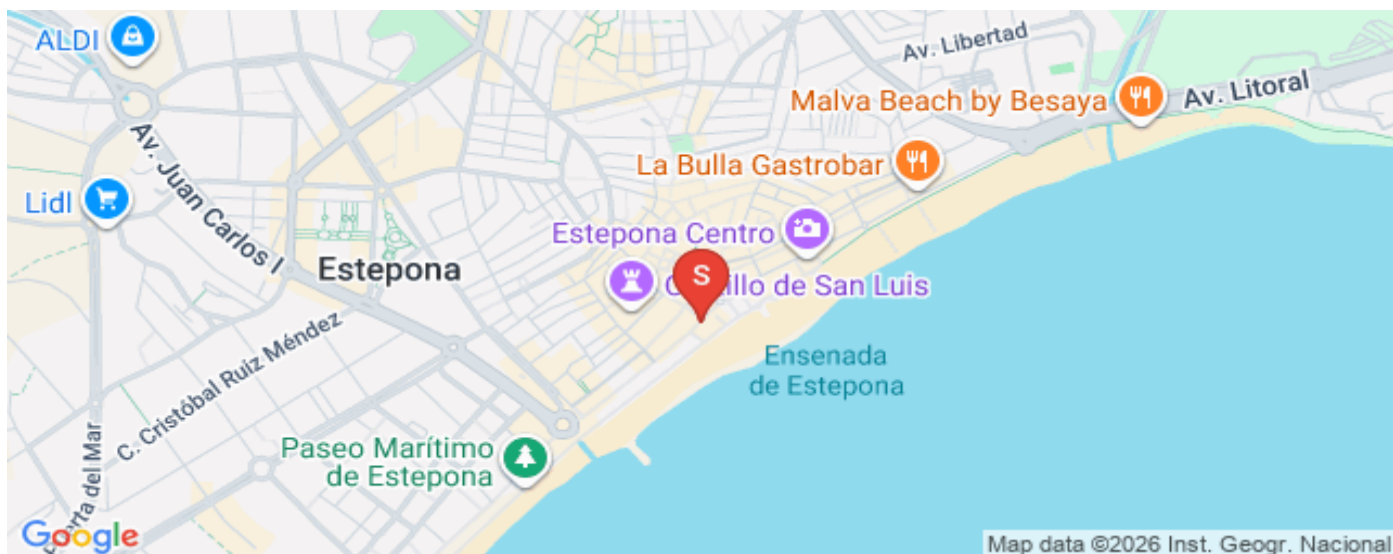 ALDI
Av. Libertad
Malva Beach by Besaya
Av. Litoral
La Bulla Gastrobar
Av. Juan Carlos I
Lidl
Estepona Centro
Estepona
S
Castillo de San Luis
C. Cristóbal Ruiz Méndez
Ensenada
de Estepona
Paseo Marítimo
de Estepona
del Mar
Google
Map data ©2026 Inst. Geogr. Nacional